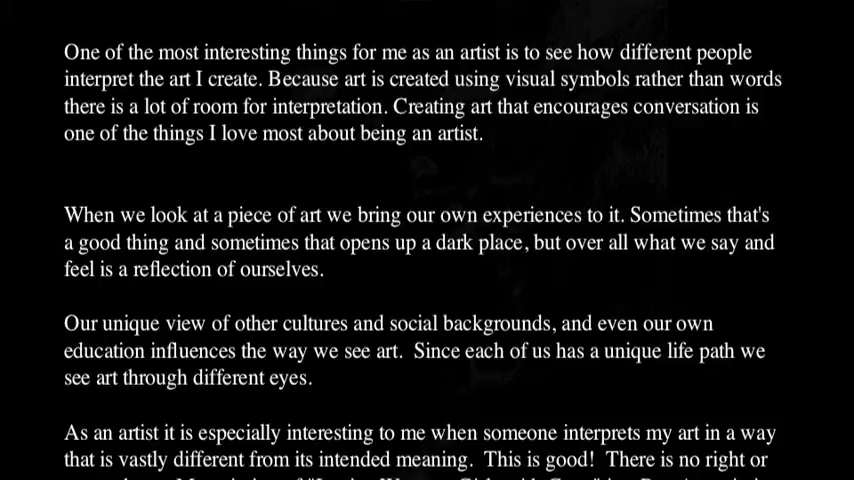 One of the most interesting things for me as an artist is to see how different people
interpret the art I create. Because art is created using visual symbols rather than words
there is a lot of room for interpretation. Creating art that encourages conversation is
one of the things I love most about being an artist.
When we look at a piece of art we bring our own experiences to it. Sometimes that's
a good thing and sometimes that opens up a dark place, but over all what we say and
feel is a reflection of ourselves.
Our unique view of other cultures and social backgrounds, and even our own
education influences the way we see art.  Since each of us has a unique life path we
see art through different eyes.
As an artist it is especially interesting to me when someone interprets my art in a way
that is vastly different from its intended meaning.  This is good!  There is no right or